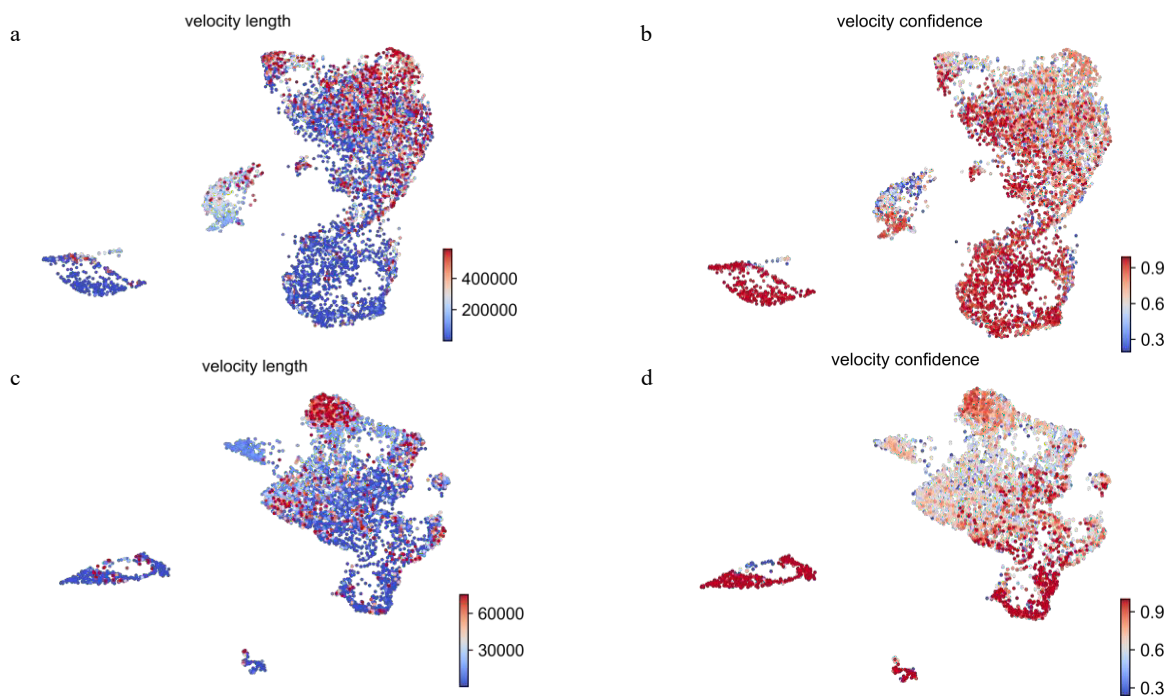 velocity length
velocity confidence
a
b
400000
200000
0.9
0.6
0.3
velocity length
velocity confidence
c
d
60000
30000
0.9
0.6
0.3